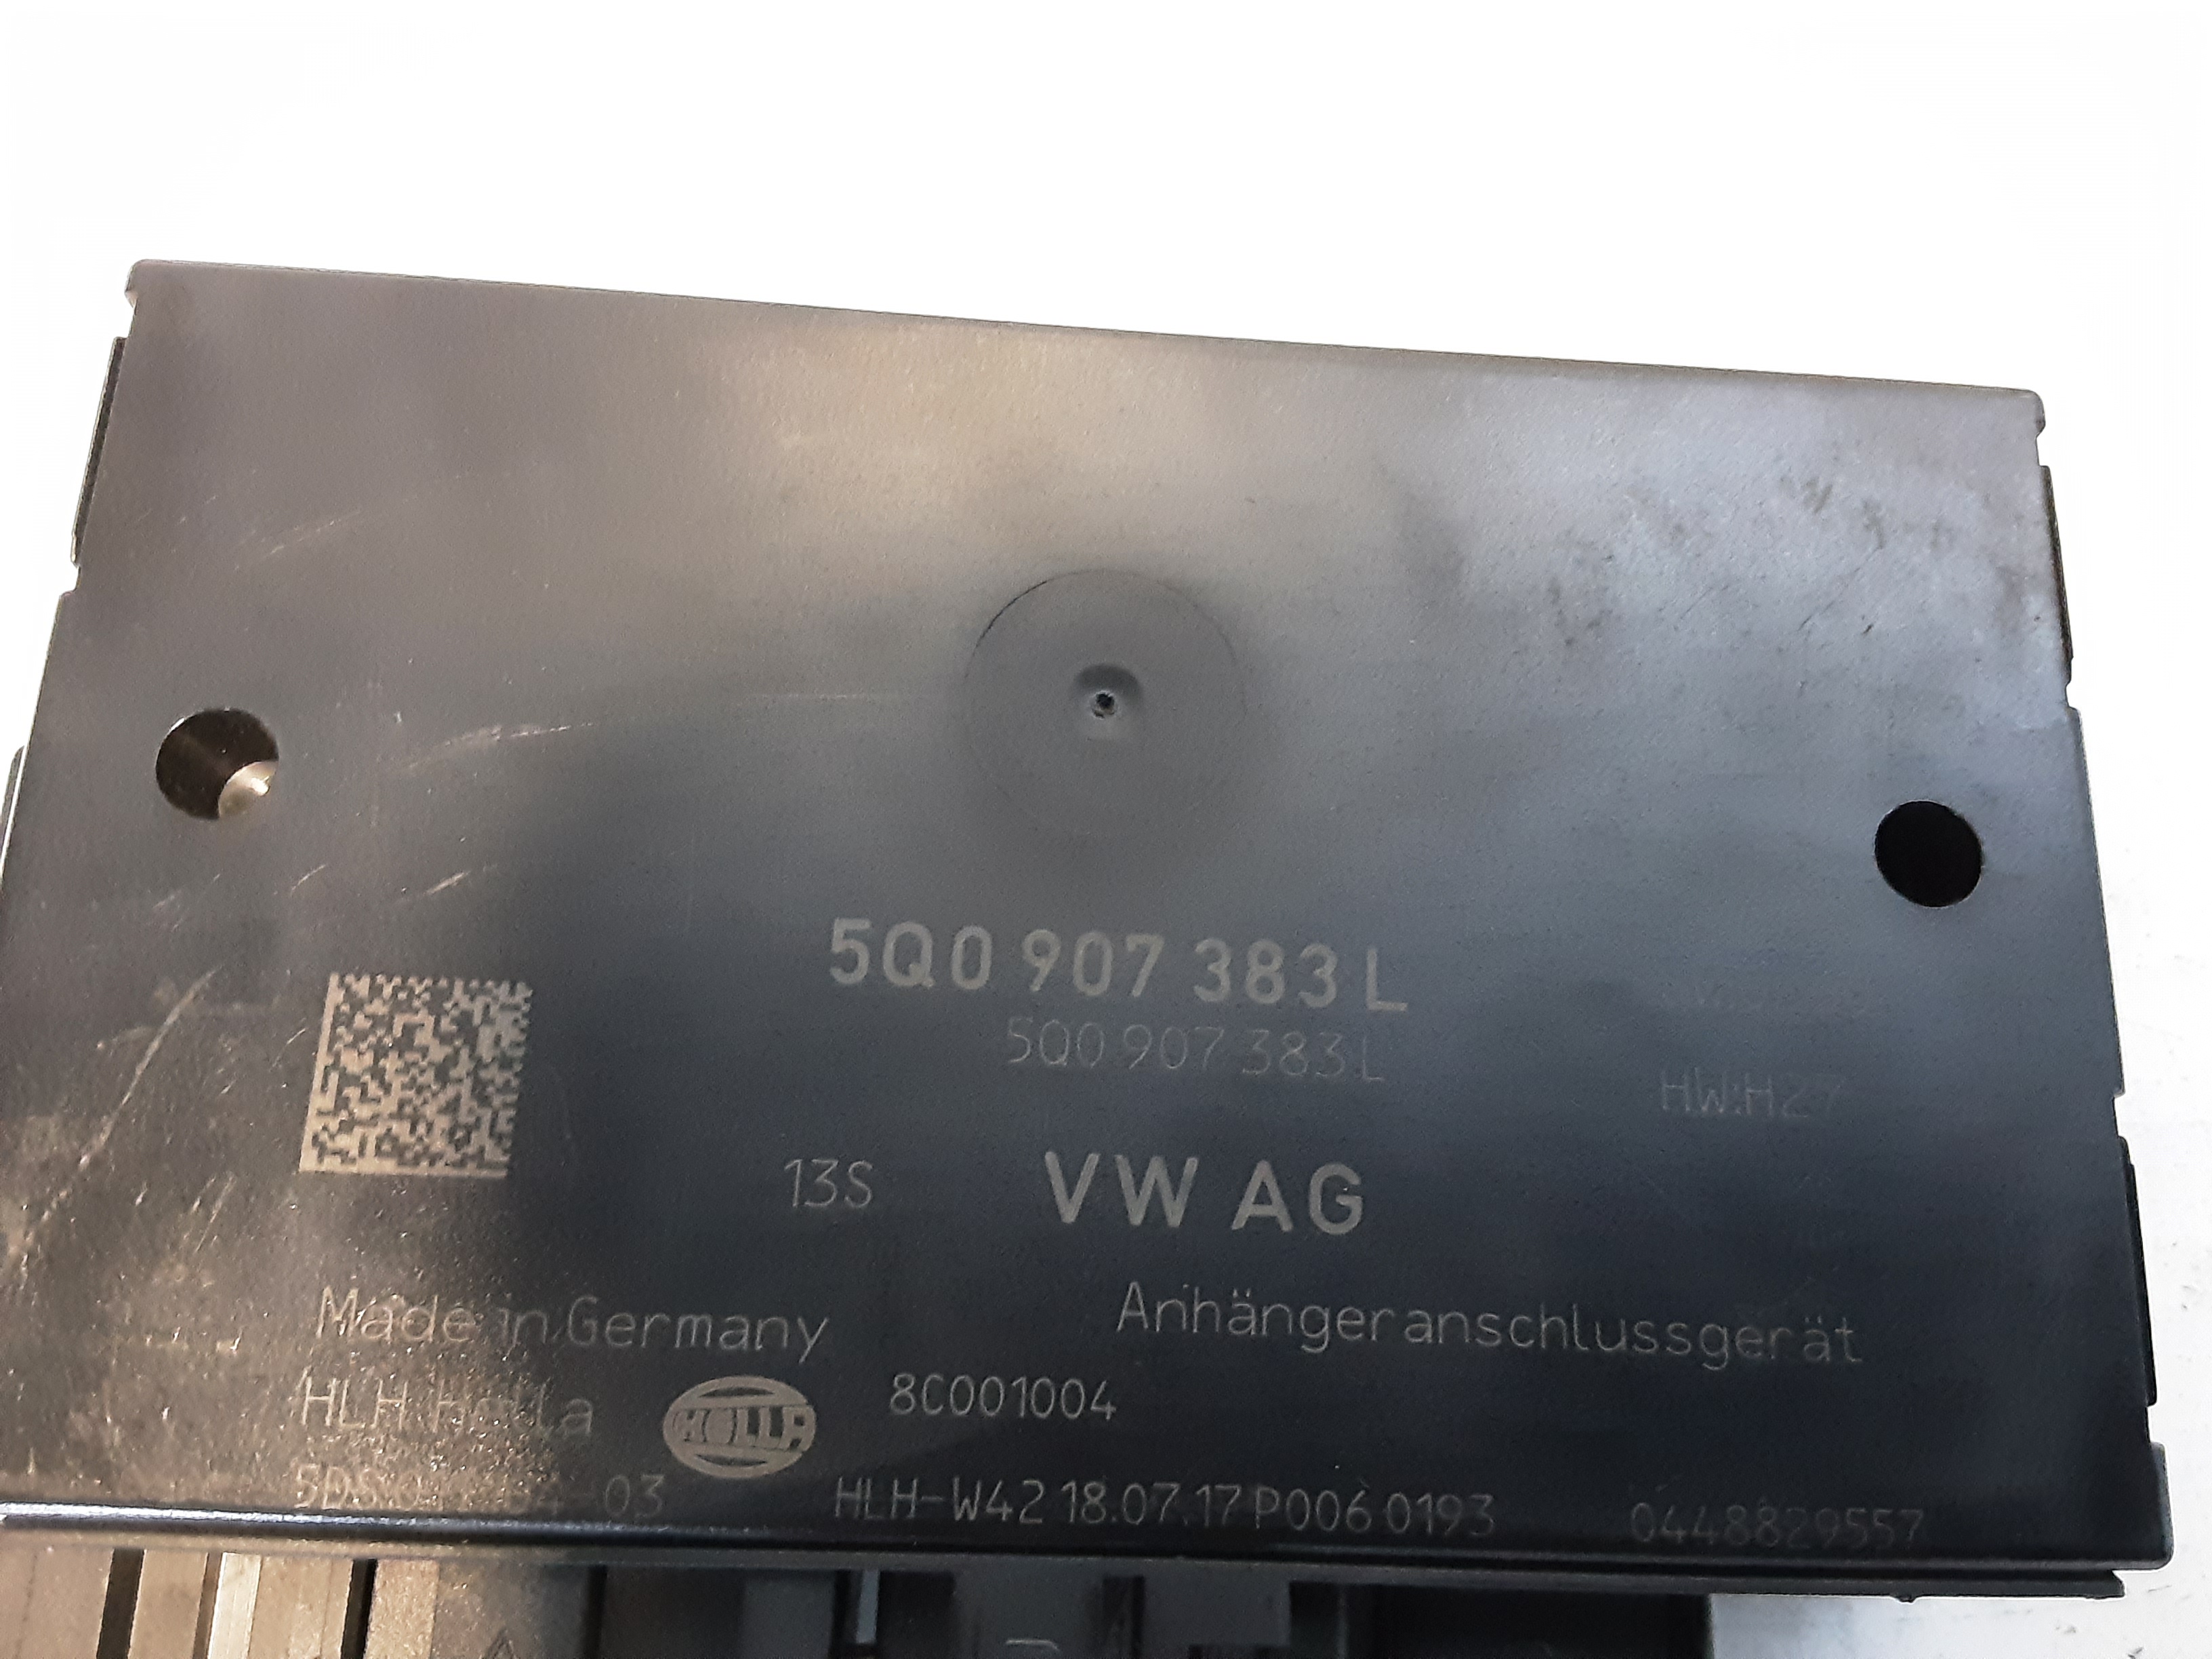 5Q0 907 383 L
5Q0 907 383 L
HW:H27
13S
VW AG
Made in Germany
Anhängeranschlussgerät
HLH Hella
HELLA
8C001004
HLH-W42 18.07.17 P006 0193
0448829557